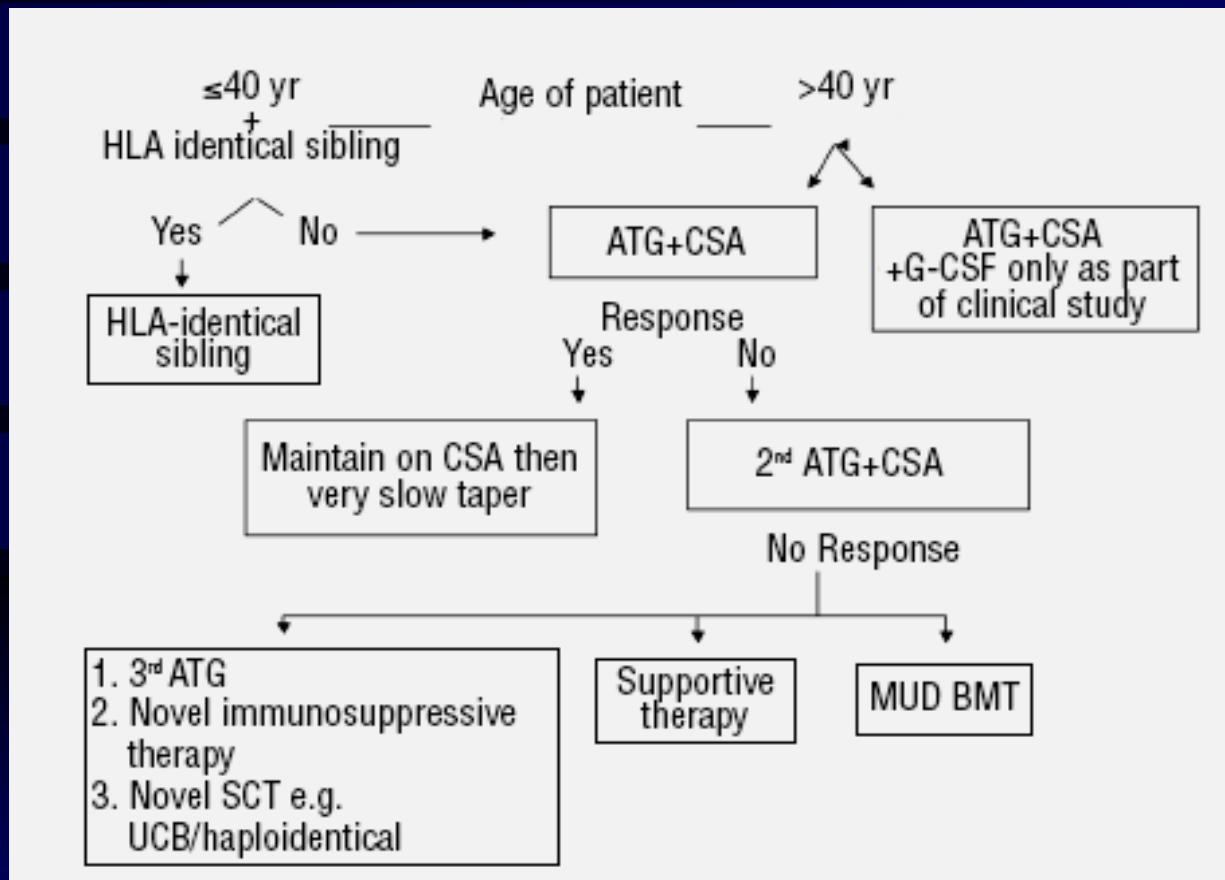 ≤40 yr
+
HLA identical sibling
Age of patient
>40 yr
Yes
No
HLA-identical
sibling
ATG+CSA
ATG+CSA
+G-CSF only as part
of clinical study
Response
Yes
No
Maintain on CSA then
very slow taper
2nd ATG+CSA
No Response
1. 3rd ATG
2. Novel immunosuppressive
therapy
3. Novel SCT e.g.
UCB/haploidentical
Supportive
therapy
MUD BMT